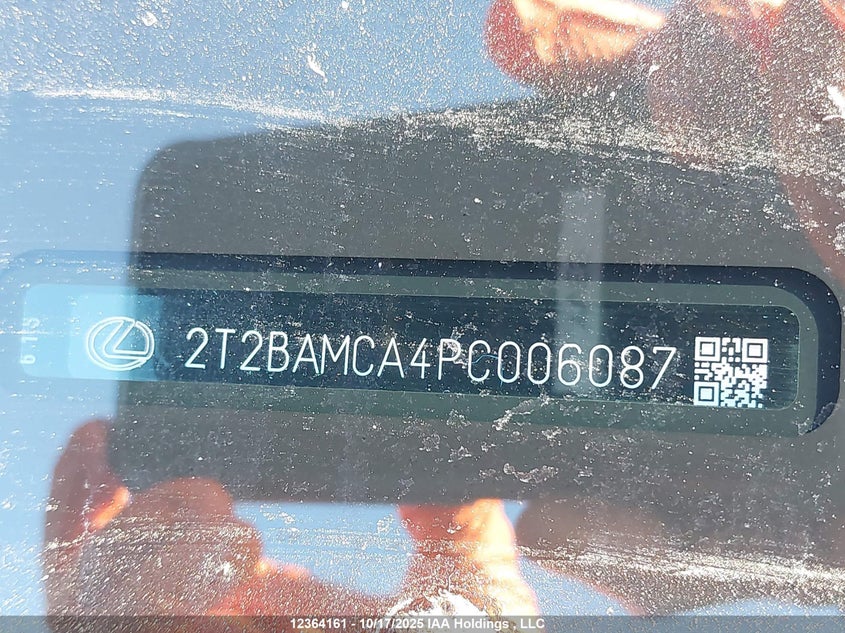 2T2BAMCA4PC006087
12364161 - 10/17/2025 IAA Holdings , LLC